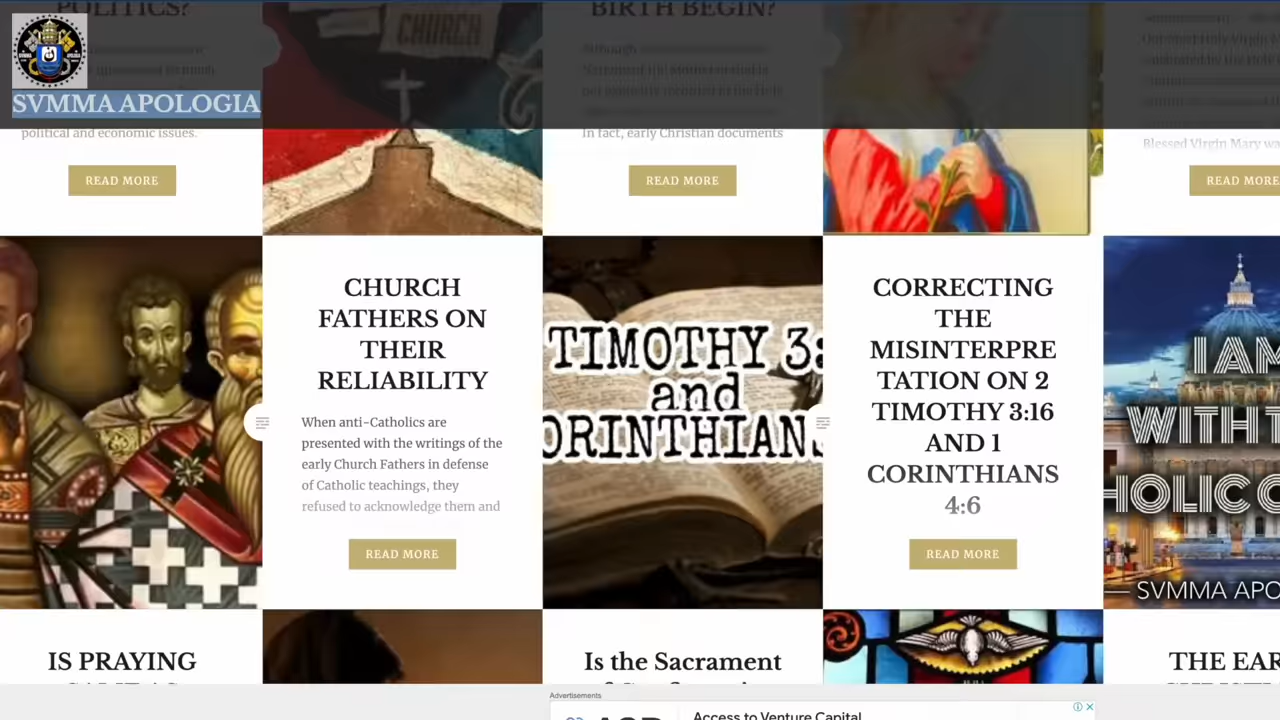 POLITICS?
BIRTH BEGIN?
CHURCH
SVMMA APOLOGIA
political and economic issues.
In fact, early Christian documents
Blessed Virgin Mary wa
READ MORE
READ MORE
READ MORE
CHURCH
FATHERS ON
THEIR
RELIABILITY
When anti-Catholics are
presented with the writings of the
early Church Fathers in defense
of Catholic teachings, they
refused to acknowledge them and
READ MORE
TIMOTHY 3:
and
ORINTHIANS
CORRECTING
THE
MISINTERPRE
TATION ON 2
TIMOTHY 3:16
AND 1
CORINTHIANS
4:6
READ MORE
I AM
WITH T
HOLIC C
— SVMMA APO
IS PRAYING
Is the Sacrament
THE EAR
Advertisements
Access to Venture Capital